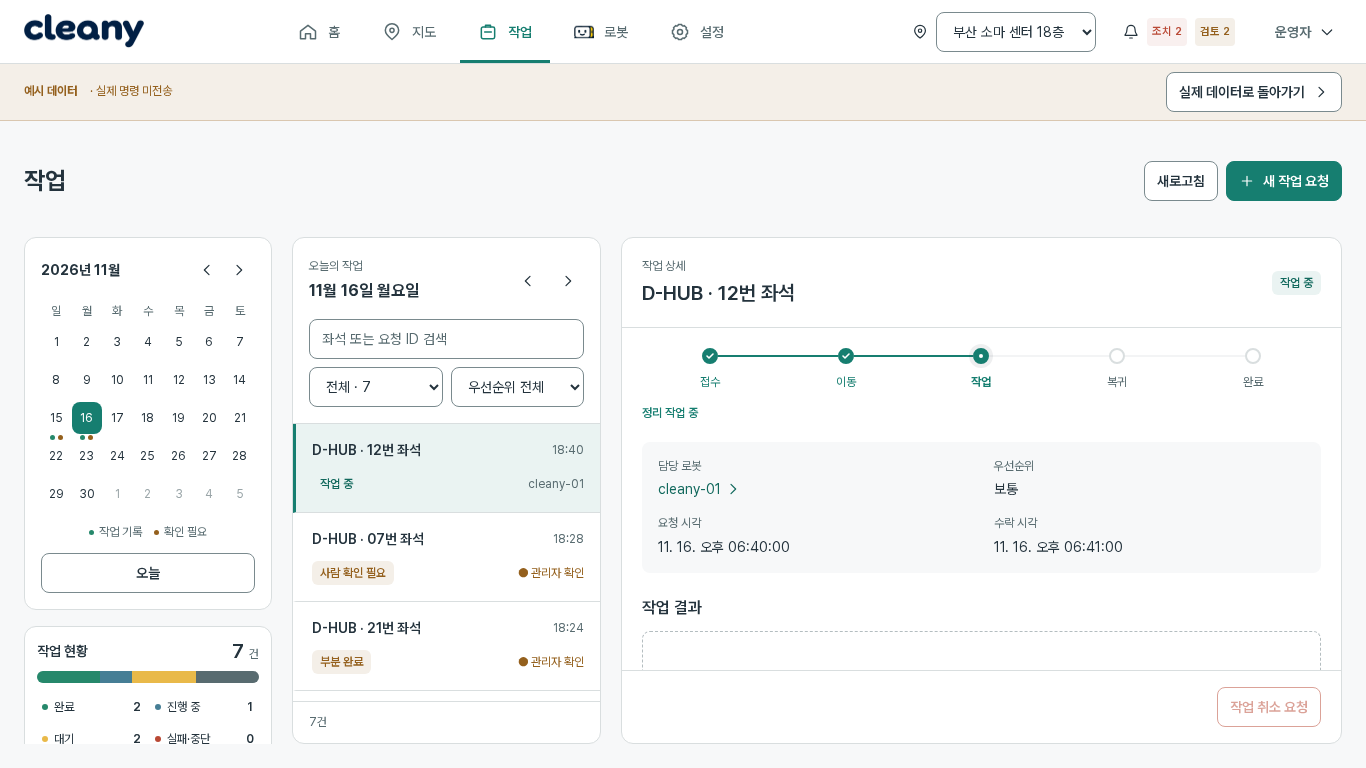 cleany
홈
지도
작업
로봇
설정
부산 소마 센터 18층
조치 2
검토 2
운영자
예시 데이터 · 실제 명령 미전송
실제 데이터로 돌아가기
작업
새로고침
+ 새 작업 요청
2026년 11월
일 월 화 수 목 금 토
1 2 3 4 5 6 7
8 9 10 11 12 13 14
15 16 17 18 19 20 21
22 23 24 25 26 27 28
29 30 1 2 3 4 5
작업 기록 확인 필요
오늘
작업 현황 7 건
완료 2 진행 중 1
대기 2 실패·중단 0
오늘의 작업
11월 16일 월요일
좌석 또는 요청 ID 검색
전체 · 7
우선순위 전체
D-HUB · 12번 좌석 18:40
작업 중 cleany-01
D-HUB · 07번 좌석 18:28
사람 확인 필요 관리자 확인
D-HUB · 21번 좌석 18:24
부분 완료 관리자 확인
7건
작업 상세
D-HUB · 12번 좌석
작업 중
접수 이동 작업 복귀 완료
정리 작업 중
담당 로봇 우선순위
cleany-01 보통
요청 시각 수락 시각
11. 16. 오후 06:40:00 11. 16. 오후 06:41:00
작업 결과
작업 취소 요청